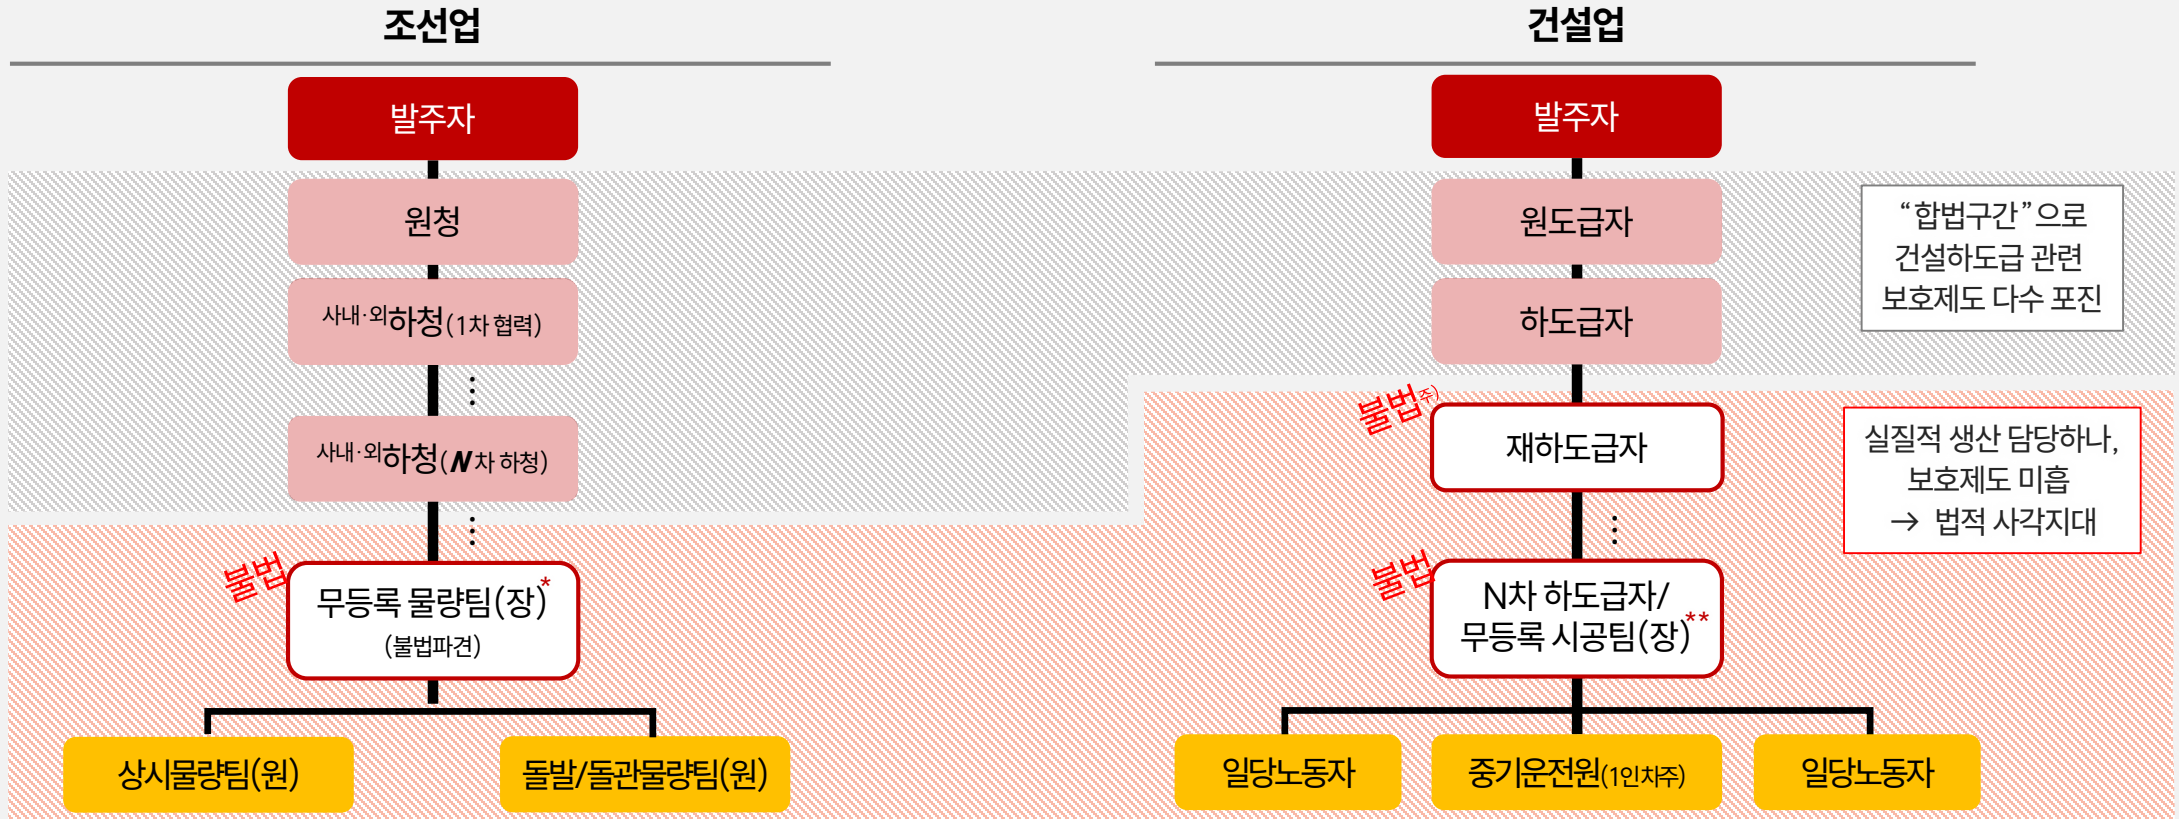 조선업
발주자
원청
사내·외하청(1차 협력)
⋮
사내·외하청(N차 하청)
⋮
불법
무등록 물량팀(장)*
(불법파견)
상시물량팀(원)
돌발/돌관물량팀(원)
건설업
발주자
원도급자
하도급자
“합법구간”으로
건설하도급 관련
보호제도 다수 포진
불법주)
재하도급자
⋮
실질적 생산 담당하나,
보호제도 미흡
→ 법적 사각지대
불법
N차 하도급자/
무등록 시공팀(장)**
일당노동자
중기운전원(1인차주)
일당노동자